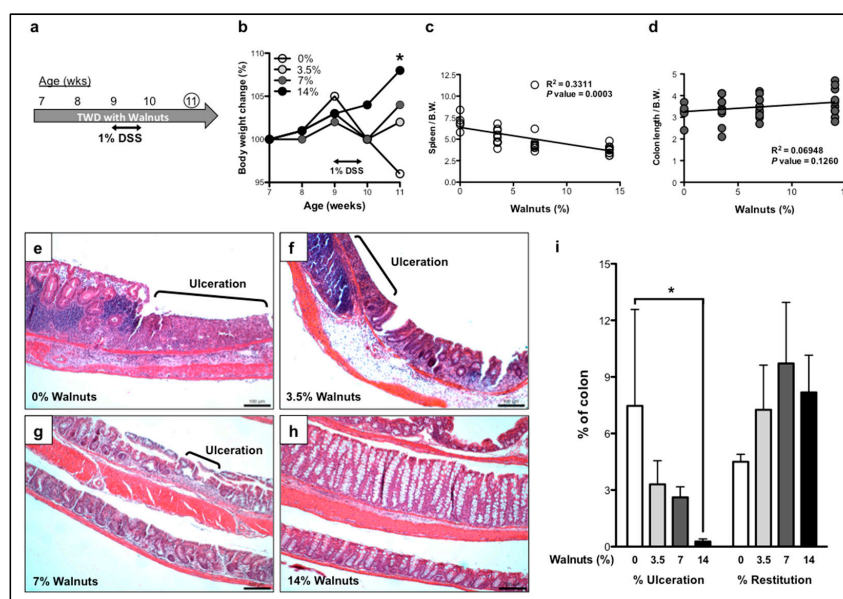 a
Age (wks)
7 8 9 10 11
TWD with Walnuts
1% DSS
b
Body weight change (%)
110
105
100
95
0%
3.5%
7%
14%
*
1% DSS
7 8 9 10 11
Age (weeks)
c
Spleen / B.W.
12.5
10.0
7.5
5.0
2.5
0.0
R² = 0.3311
P value = 0.0003
0 5 10 15
Walnuts (%)
d
Colon length / B.W.
5
4
3
2
1
0
R² = 0.06948
P value = 0.1260
0 5 10
Walnuts (%)
e
Ulceration
0% Walnuts
100 µm
f
Ulceration
3.5% Walnuts
g
Ulceration
7% Walnuts
h
14% Walnuts
i
% of colon
15
12
9
6
3
0
*
Walnuts (%) 0 3.5 7 14 0 3.5 7 14
% Ulceration % Restitution